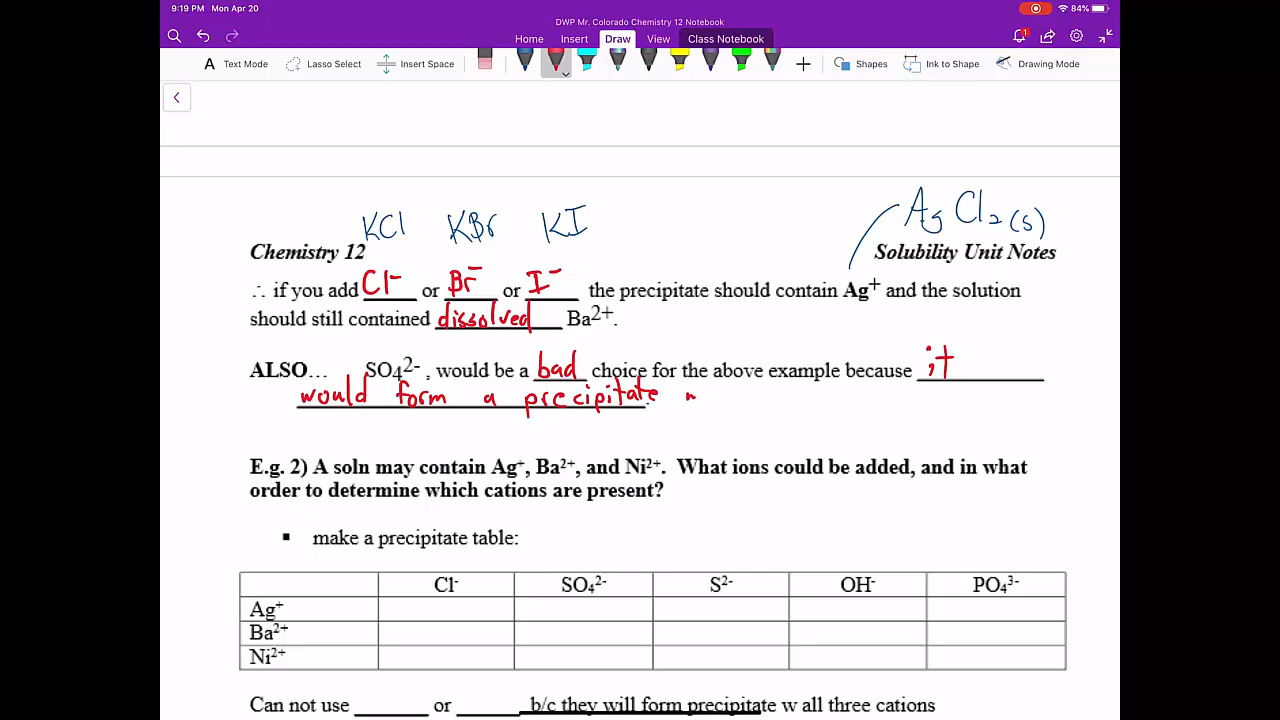 9:19 PM Mon Apr 20
84%
DWP Mr. Colorado Chemistry 12 Notebook
Home Insert Draw View Class Notebook
1
A Text Mode Lasso Select Insert Space Shapes Ink to Shape Drawing Mode
KCl KBr KI AgCl₂(s)
Chemistry 12 Solubility Unit Notes
∴ if you add Cl⁻ or Br⁻ or I⁻ the precipitate should contain Ag⁺ and the solution
should still contained dissolved Ba²⁺.
ALSO… SO₄²⁻, would be a bad choice for the above example because it
would form a precipitate
E.g. 2) A soln may contain Ag⁺, Ba²⁺, and Ni²⁺. What ions could be added, and in what
order to determine which cations are present?
▪ make a precipitate table:
Cl⁻ SO₄²⁻ S²⁻ OH⁻ PO₄³⁻
Ag⁺
Ba²⁺
Ni²⁺
Can not use ______ or ______ b/c they will form precipitate w all three cations